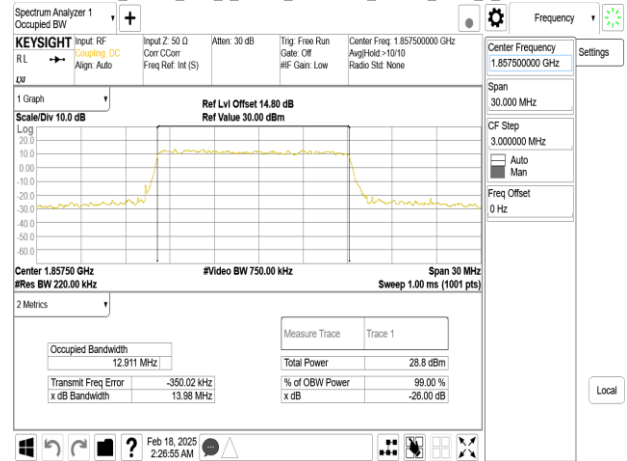 Spectrum Analyzer 1
Occupied BW
Frequency
KEYSIGHT
RL
LXI
Input: RF
Coupling: DC
Align: Auto
Input Z: 50 Ω
Corr CCorr
Freq Ref: Int (S)
Atten: 30 dB
Trig: Free Run
Gate: Off
#IF Gain: Low
Center Freq: 1.857500000 GHz
Avg|Hold:>10/10
Radio Std: None
Center Frequency
1.857500000 GHz
Settings
Span
30.000 MHz
CF Step
3.000000 MHz
Auto
Man
Freq Offset
0 Hz
Local
1 Graph
Scale/Div 10.0 dB
Ref Lvl Offset 14.80 dB
Ref Value 30.00 dBm
Log
20.0
10.0
0.00
-10.0
-20.0
-30.0
-40.0
-50.0
-60.0
Center 1.85750 GHz
#Video BW 750.00 kHz
Span 30 MHz
#Res BW 220.00 kHz
Sweep 1.00 ms (1001 pts)
2 Metrics
Measure Trace Trace 1
Occupied Bandwidth
12.911 MHz
Total Power 28.8 dBm
Transmit Freq Error -350.02 kHz
% of OBW Power 99.00 %
x dB Bandwidth 13.98 MHz
x dB -26.00 dB
?
Feb 18, 2025
2:26:55 AM